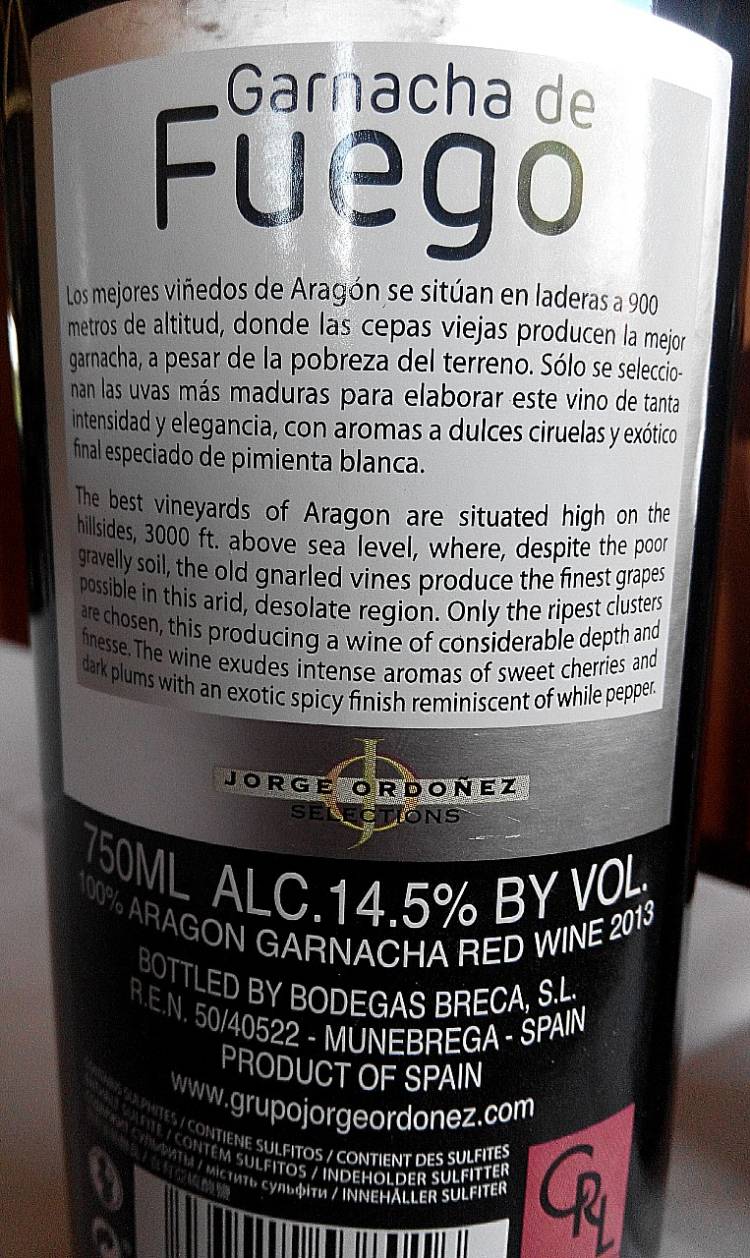 Garnacha de
Fuego
Los mejores viñedos de Aragón se sitúan en laderas a 900
metros de altitud, donde las cepas viejas producen la mejor
garnacha, a pesar de la pobreza del terreno. Sólo se seleccio-
nan las uvas más maduras para elaborar este vino de tanta
intensidad y elegancia, con aromas a dulces ciruelas y exótico
final especiado de pimienta blanca.
The best vineyards of Aragon are situated high on the
hillsides, 3000 ft. above sea level, where, despite the poor
gravelly soil, the old gnarled vines produce the finest grapes
possible in this arid, desolate region. Only the ripest clusters
are chosen, this producing a wine of considerable depth and
finesse. The wine exudes intense aromas of sweet cherries and
dark plums with an exotic spicy finish reminiscent of while pepper.
JORGE ORDOÑEZ
SELECTIONS
750ML ALC.14.5% BY VOL.
100% ARAGON GARNACHA RED WINE 2013
BOTTLED BY BODEGAS BRECA, S.L.
R.E.N. 50/40522 - MUNEBREGA - SPAIN
PRODUCT OF SPAIN
www.grupojorgeordonez.com
SULPHITES / CONTIENE SULFITOS / CONTIENT DES SULFITES
SULFITE / CONTÉM SULFITOS / INDEHOLDER SULFITTER
СУЛЬФИТЫ / МІСТИТЬ сульфіти / INNEHÅLLER SULFITER
CRL